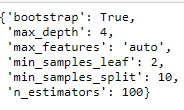 {'bootstrap': True,
'max_depth': 4,
'max_features': 'auto',
'min_samples_leaf': 2,
'min_samples_split': 10,
'n_estimators': 100}